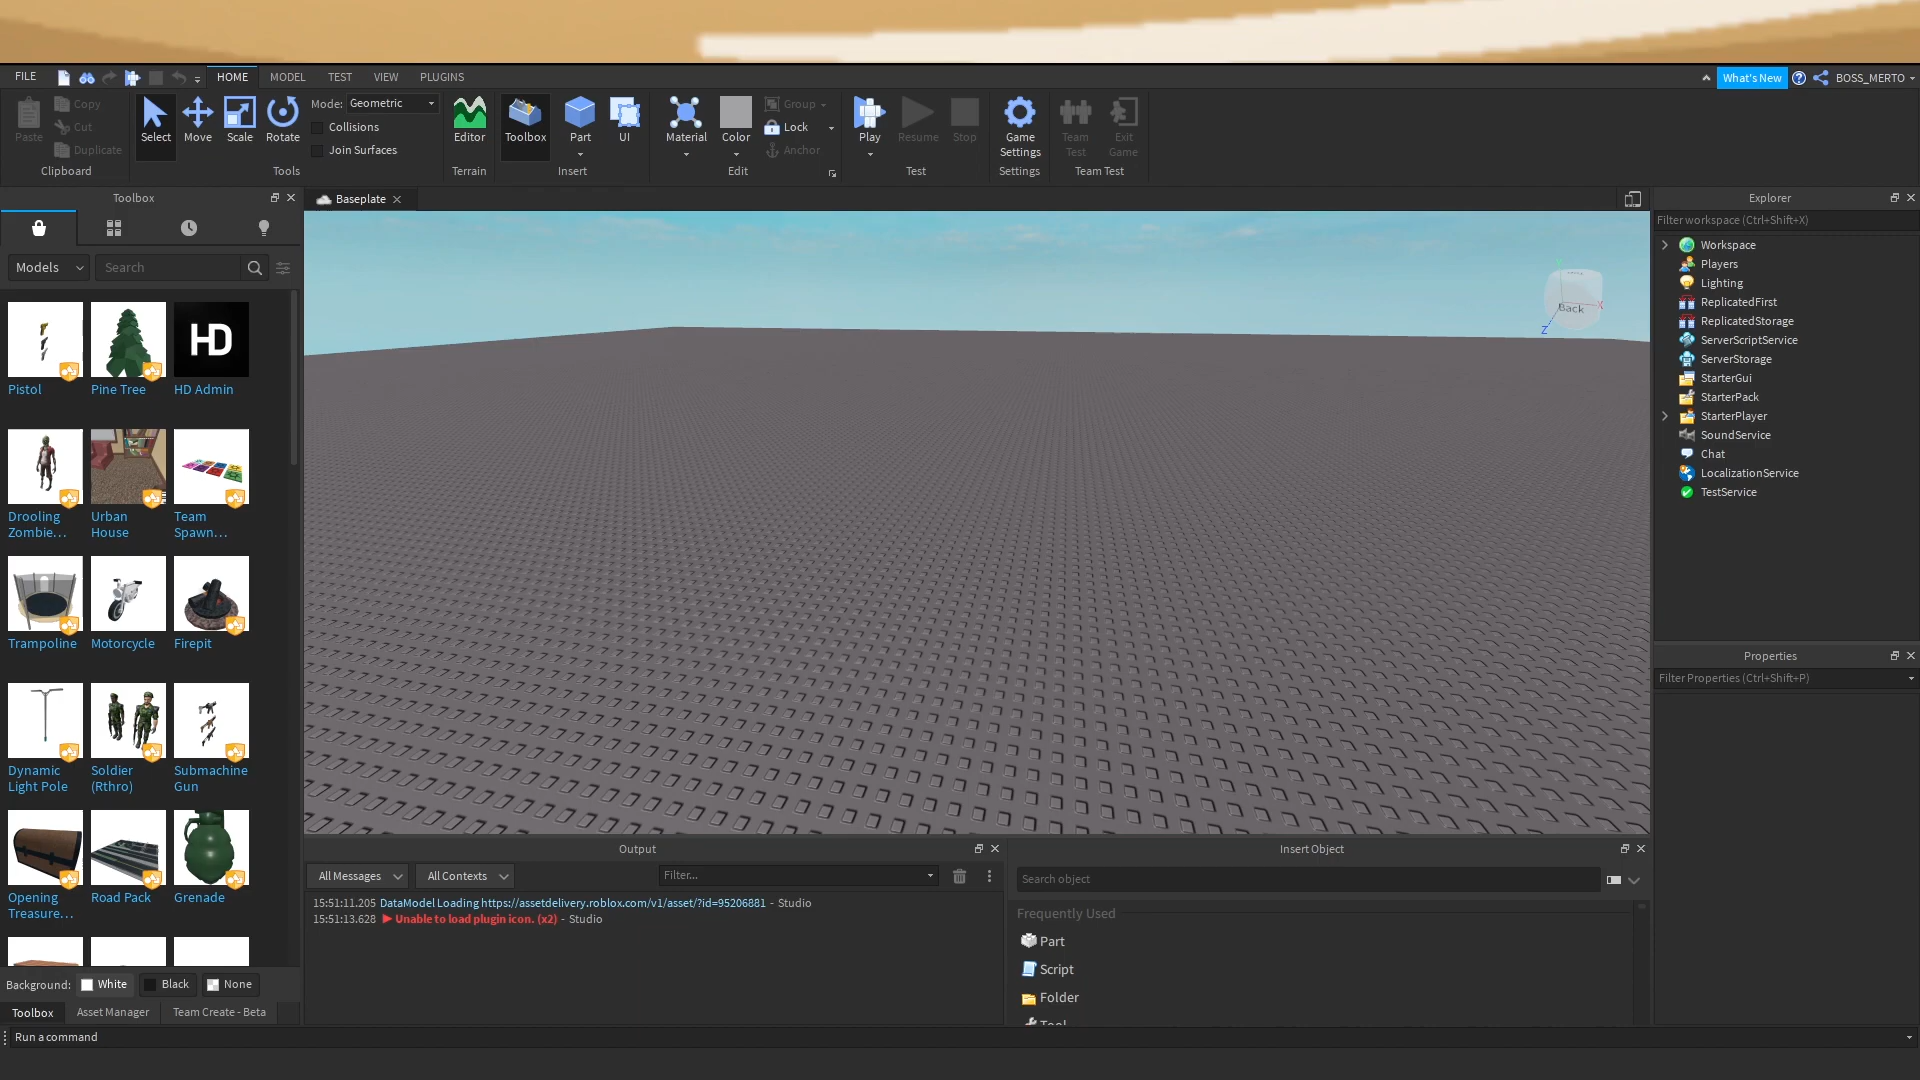 FILE HOME MODEL TEST VIEW PLUGINS What's New BOSS_MERTO
Paste Copy Cut Duplicate
Clipboard
Select Move Scale Rotate
Mode: Geometric
Collisions
Join Surfaces
Tools
Editor
Terrain
Toolbox Part UI
Insert
Material Color
Group
Lock
Anchor
Edit
Play Resume Stop
Test
Game Settings
Settings
Team Test Exit Game
Team Test
Toolbox
Models Search
Pistol Pine Tree HD Admin
HD
Drooling Zombie... Urban House Team Spawn...
Trampoline Motorcycle Firepit
Dynamic Light Pole Soldier (Rthro) Submachine Gun
Opening Treasure... Road Pack Grenade
Background: White Black None
Toolbox Asset Manager Team Create - Beta
Run a command
Baseplate
Back
Y
X
Z
Output
All Messages All Contexts Filter...
15:51:11.205 DataModel Loading https://assetdelivery.roblox.com/v1/asset/?id=95206881 - Studio
15:51:13.628 Unable to load plugin icon. (x2) - Studio
Insert Object
Search object
Frequently Used
Part
Script
Folder
Tool
Explorer
Filter workspace (Ctrl+Shift+X)
Workspace
Players
Lighting
ReplicatedFirst
ReplicatedStorage
ServerScriptService
ServerStorage
StarterGui
StarterPack
StarterPlayer
SoundService
Chat
LocalizationService
TestService
Properties
Filter Properties (Ctrl+Shift+P)